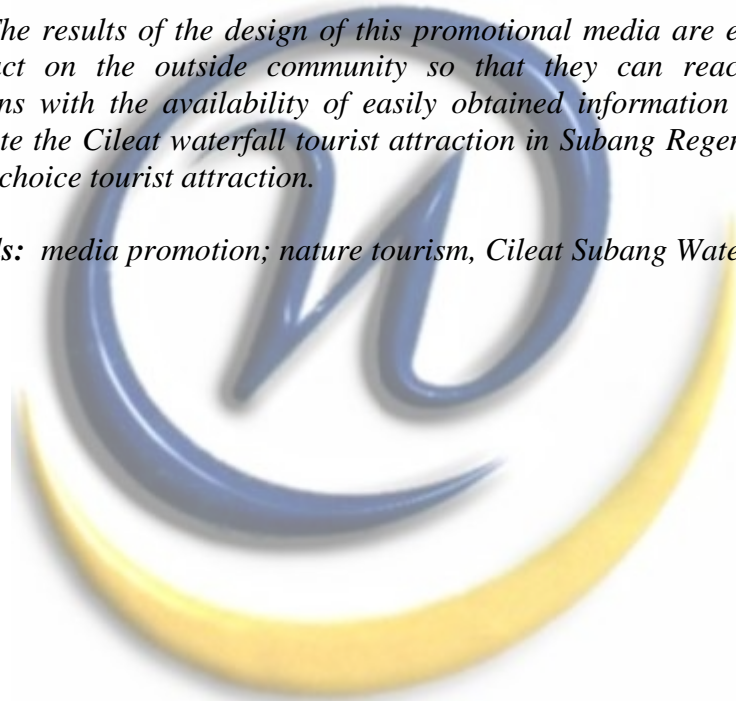 The results of the design of this promotional media are e
act on the outside community so that they can reac
ns with the availability of easily obtained information
te the Cileat waterfall tourist attraction in Subang Regen
choice tourist attraction.
ds: media promotion; nature tourism, Cileat Subang Wate